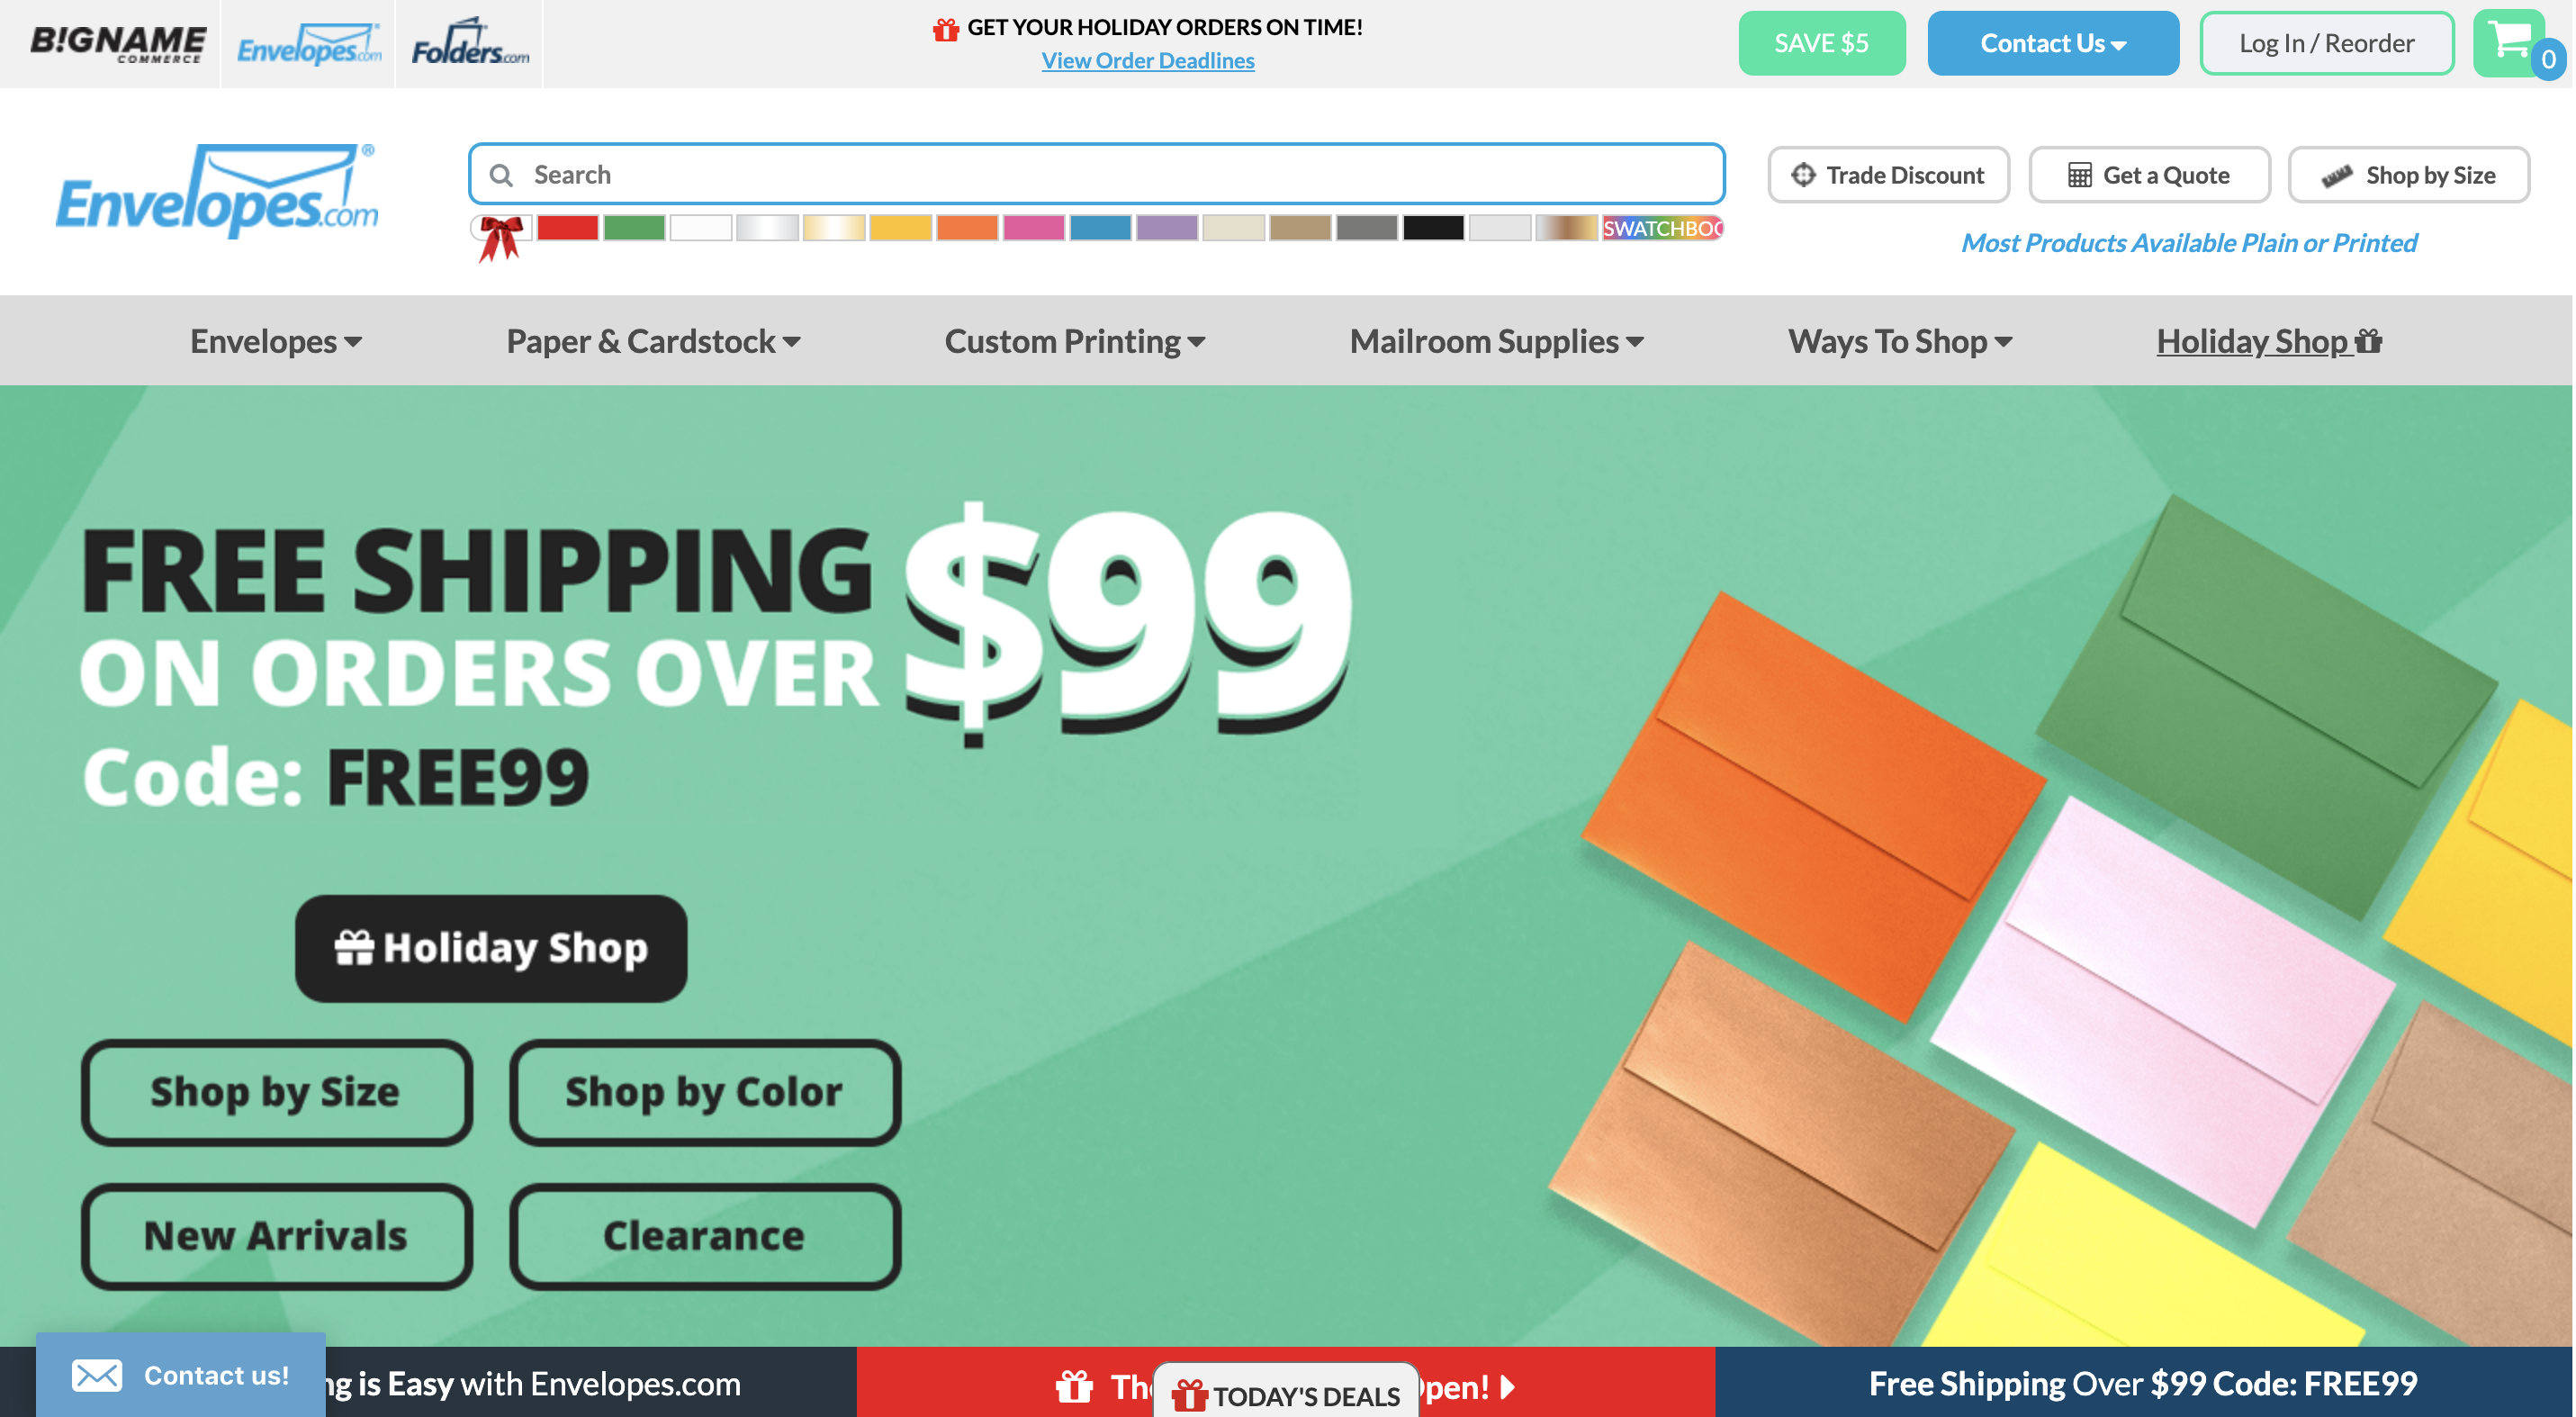 B!GNAME
COMMERCE
Envelopes.com
Folders.com
GET YOUR HOLIDAY ORDERS ON TIME!
View Order Deadlines
SAVE $5
Contact Us
Log In / Reorder
0
Envelopes.com®
Search
SWATCHBOO
Trade Discount
Get a Quote
Shop by Size
Most Products Available Plain or Printed
Envelopes
Paper & Cardstock
Custom Printing
Mailroom Supplies
Ways To Shop
Holiday Shop
FREE SHIPPING
ON ORDERS OVER
$99
Code: FREE99
Holiday Shop
Shop by Size
Shop by Color
New Arrivals
Clearance
Contact us!
ng is Easy with Envelopes.com
TODAY'S DEALS
pen!
Free Shipping Over $99 Code: FREE99